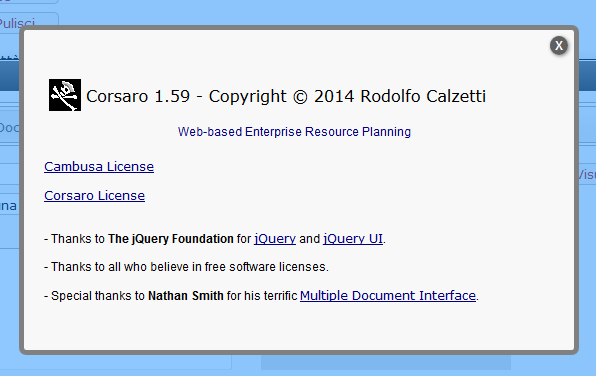 Pulisci
X
Corsaro 1.59 - Copyright © 2014 Rodolfo Calzetti
Web-based Enterprise Resource Planning
Cambusa License
Corsaro License
- Thanks to The jQuery Foundation for jQuery and jQuery UI.
- Thanks to all who believe in free software licenses.
- Special thanks to Nathan Smith for his terrific Multiple Document Interface.